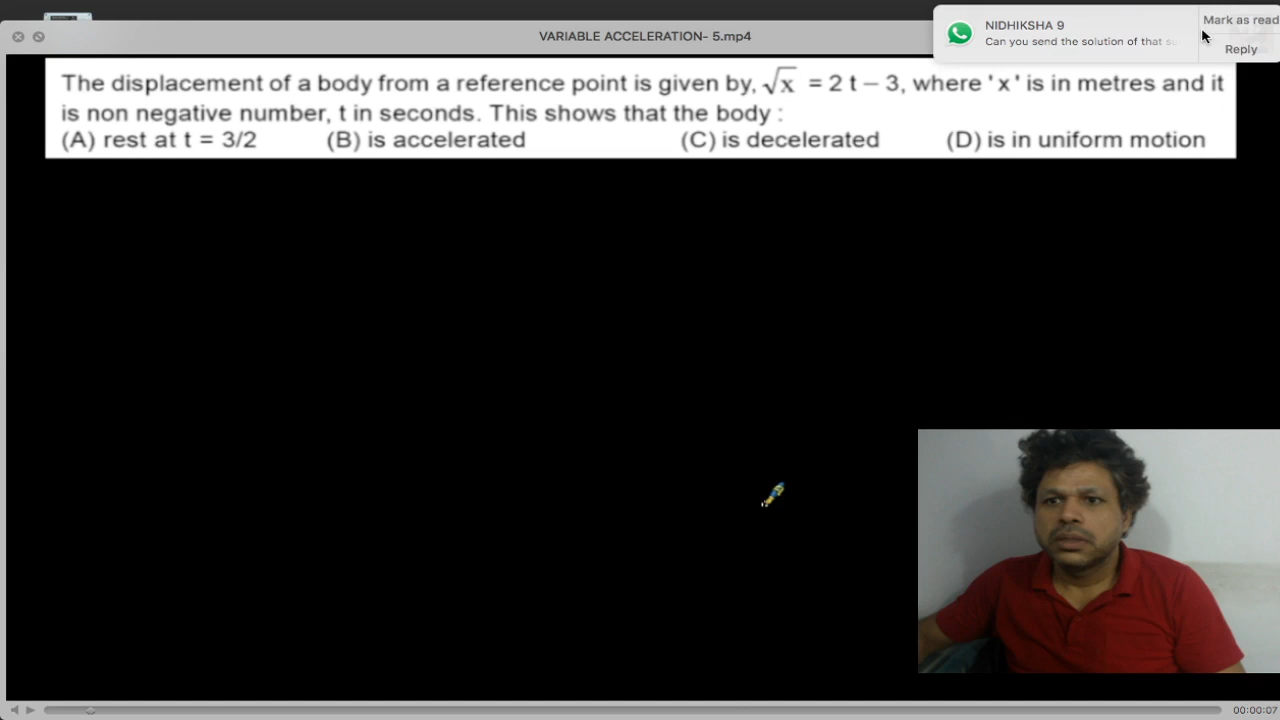 VARIABLE ACCELERATION- 5.mp4
NIDHIKSHA 9
Can you send the solution of that
Mark as read
Reply
The displacement of a body from a reference point is given by, √x = 2 t – 3, where ' x ' is in metres and it
is non negative number, t in seconds. This shows that the body :
(A) rest at t = 3/2 (B) is accelerated (C) is decelerated (D) is in uniform motion
00:00:07